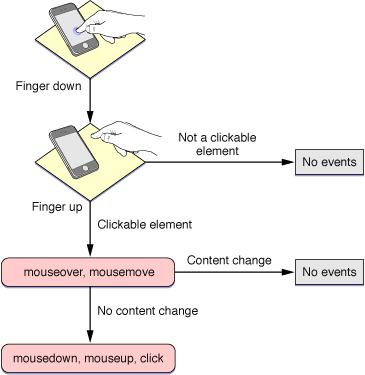 Finger down
Not a clickable
element
No events
Finger up
Clickable element
mouseover, mousemove
Content change
No events
No content change
mousedown, mouseup, click